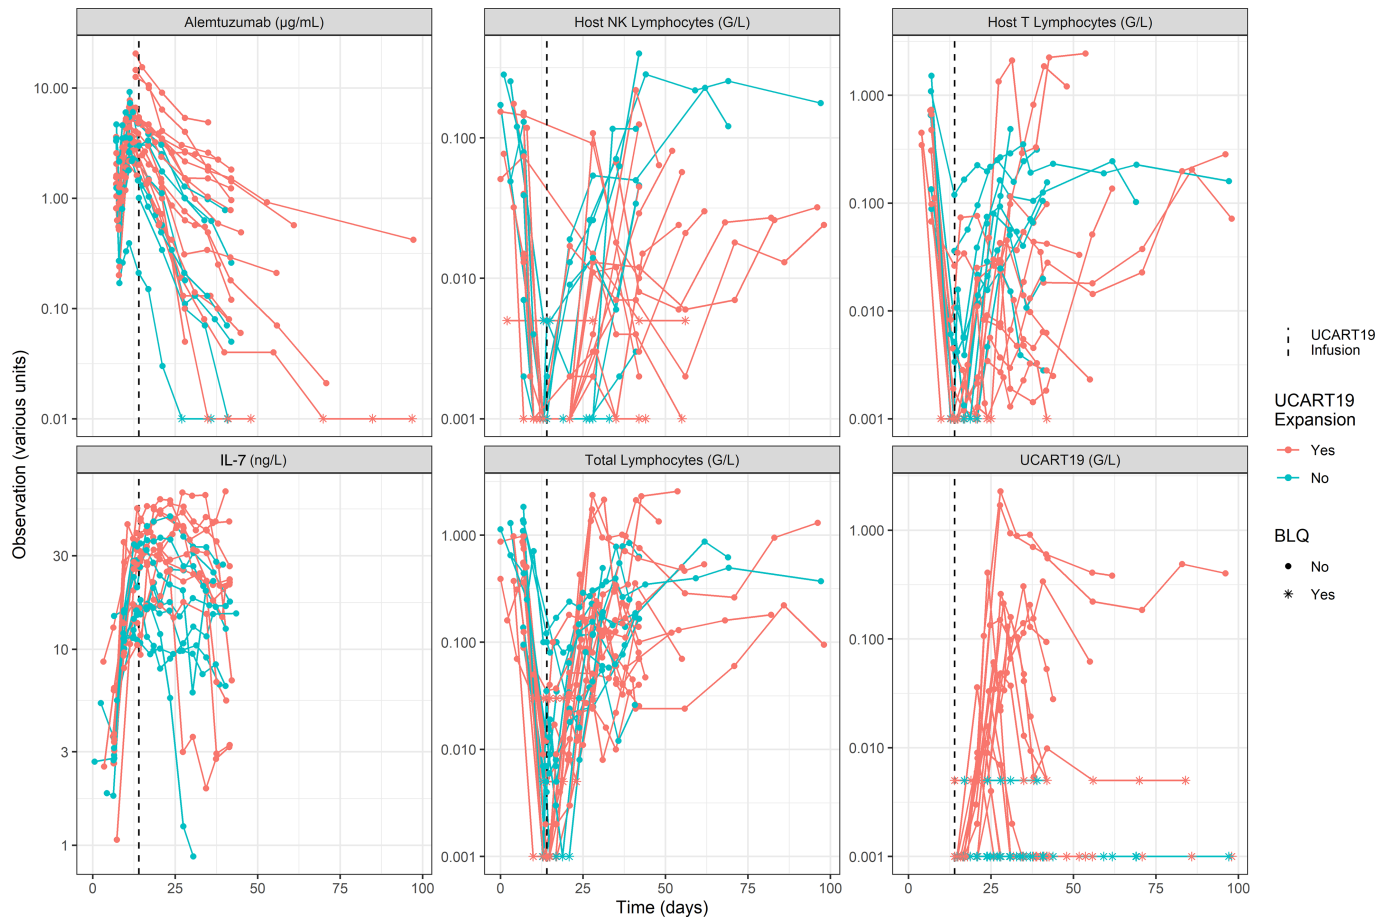 Alemtuzumab (µg/mL)
Host NK Lymphocytes (G/L)
Host T Lymphocytes (G/L)
10.00
1.00
0.10
0.01
0.100
0.010
0.001
1.000
0.100
0.010
0.001
IL-7 (ng/L)
Total Lymphocytes (G/L)
UCART19 (G/L)
30
10
3
1
1.000
0.100
0.010
0.001
1.000
0.100
0.010
0.001
0
25
50
75
100
0
25
50
75
100
0
25
50
75
100
Time (days)
Observation (various units)
UCART19
Infusion
UCART19
Expansion
Yes
No
BLQ
No
Yes